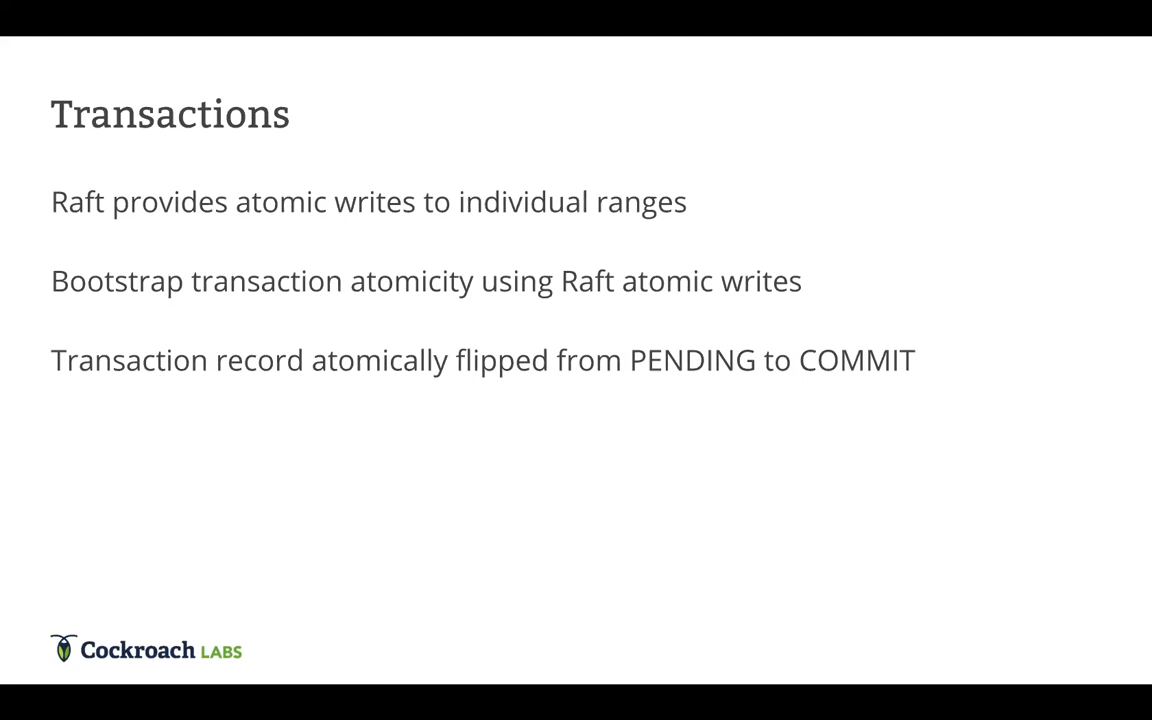 Transactions
Raft provides atomic writes to individual ranges
Bootstrap transaction atomicity using Raft atomic writes
Transaction record atomically flipped from PENDING to COMMIT
Cockroach LABS